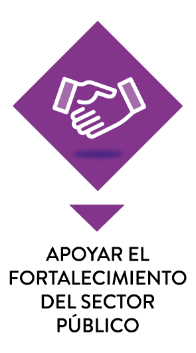 APOYAR EL
FORTALECIMIENTO
DEL SECTOR
PÚBLICO